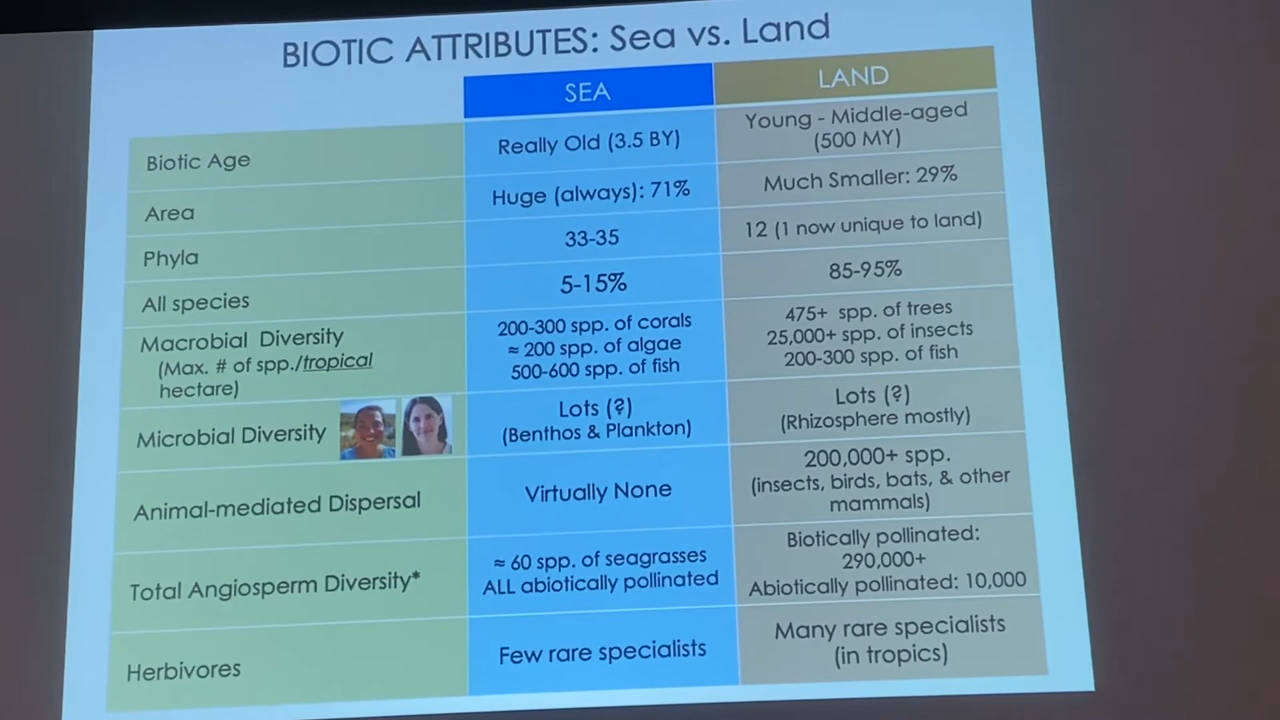 BIOTIC ATTRIBUTES: Sea vs. Land
SEA
LAND
Biotic Age
Really Old (3.5 BY)
Young - Middle-aged
(500 MY)
Area
Huge (always): 71%
Much Smaller: 29%
Phyla
33-35
12 (1 now unique to land)
All species
5-15%
85-95%
Macrobial Diversity
(Max. # of spp./tropical
hectare)
200-300 spp. of corals
≈ 200 spp. of algae
500-600 spp. of fish
475+ spp. of trees
25,000+ spp. of insects
200-300 spp. of fish
Microbial Diversity
Lots (?)
(Benthos & Plankton)
Lots (?)
(Rhizosphere mostly)
Animal-mediated Dispersal
Virtually None
200,000+ spp.
(insects, birds, bats, & other
mammals)
Total Angiosperm Diversity*
≈ 60 spp. of seagrasses
ALL abiotically pollinated
Biotically pollinated:
290,000+
Abiotically pollinated: 10,000
Herbivores
Few rare specialists
Many rare specialists
(in tropics)